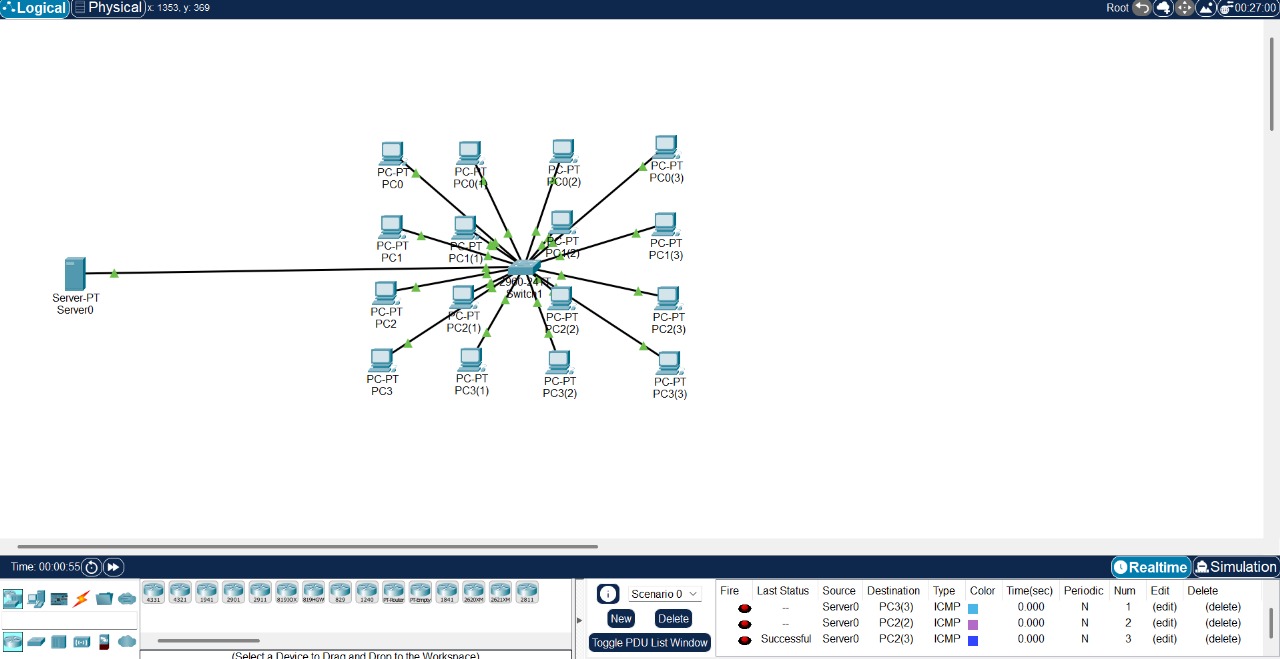 Logical Physical x: 1353, y: 369 Root 00:27:00
PC-PT PC-PT PC-PT PC-PT
PC0 PC0(1) PC0(2) PC0(3)
PC-PT PC-PT PC-PT PC-PT
PC1 PC1(1) PC1(2) PC1(3)
Server-PT
Server0
2960-24TT
Switch1
PC-PT PC-PT PC-PT PC-PT
PC2 PC2(1) PC2(2) PC2(3)
PC-PT PC-PT PC-PT PC-PT
PC3 PC3(1) PC3(2) PC3(3)
Time: 00:00:55 Realtime Simulation
4331 4321 1941 2901 2911 819IOX 819HGW 829 1240 PT-Router PT-Empty 1841 2620XM 2621XM 2811
(Select a Device to Drag and Drop to the Workspace)
Scenario 0
New Delete
Toggle PDU List Window
Fire Last Status Source Destination Type Color Time(sec) Periodic Num Edit Delete
-- Server0 PC3(3) ICMP 0.000 N 1 (edit) (delete)
-- Server0 PC2(2) ICMP 0.000 N 2 (edit) (delete)
Successful Server0 PC2(3) ICMP 0.000 N 3 (edit) (delete)